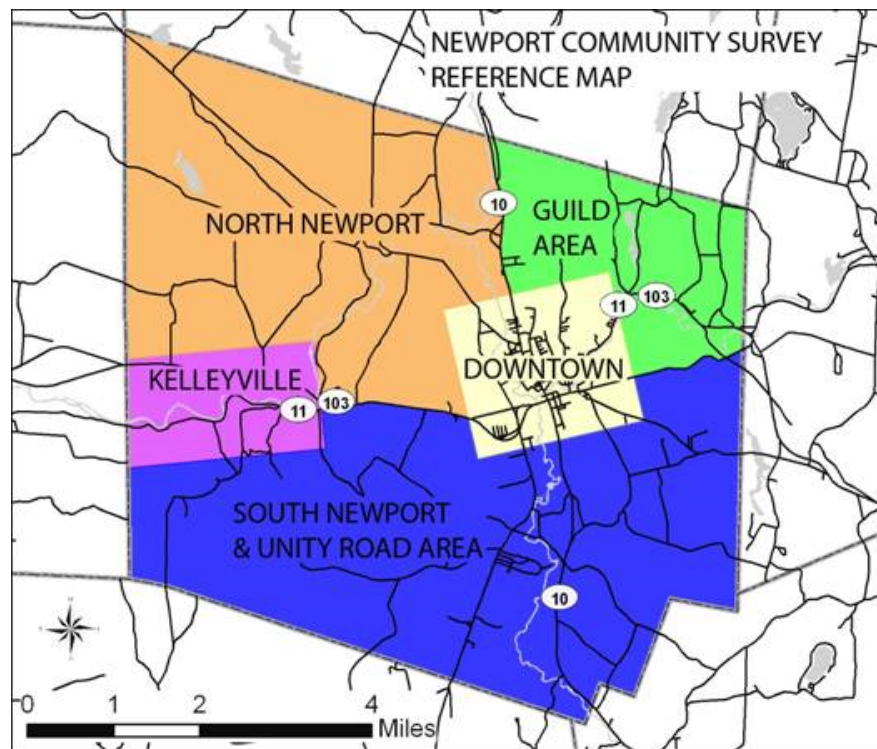 NEWPORT COMMUNITY SURVEY
REFERENCE MAP
10
GUILD
AREA
NORTH NEWPORT
11
103
DOWNTOWN
KELLEYVILLE
11
103
SOUTH NEWPORT
& UNITY ROAD AREA
10
0 1 2 4
Miles